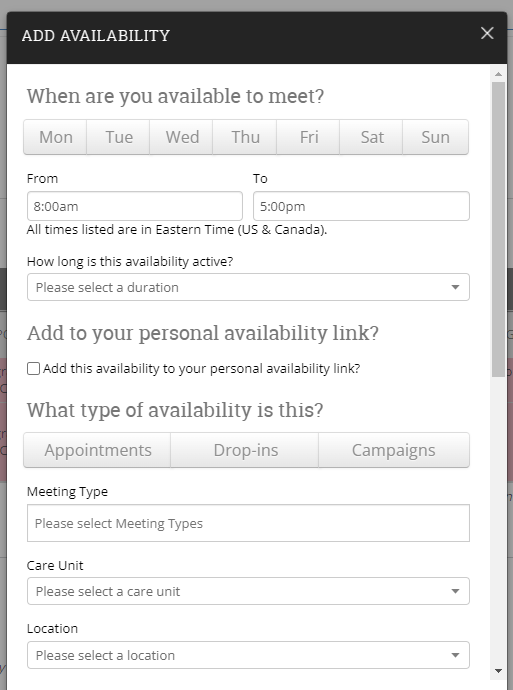 ADD AVAILABILITY
When are you available to meet?
Mon Tue Wed Thu Fri Sat Sun
From To
8:00am 5:00pm
All times listed are in Eastern Time (US & Canada).
How long is this availability active?
Please select a duration
Add to your personal availability link?
Add this availability to your personal availability link?
What type of availability is this?
Appointments Drop-ins Campaigns
Meeting Type
Please select Meeting Types
Care Unit
Please select a care unit
Location
Please select a location